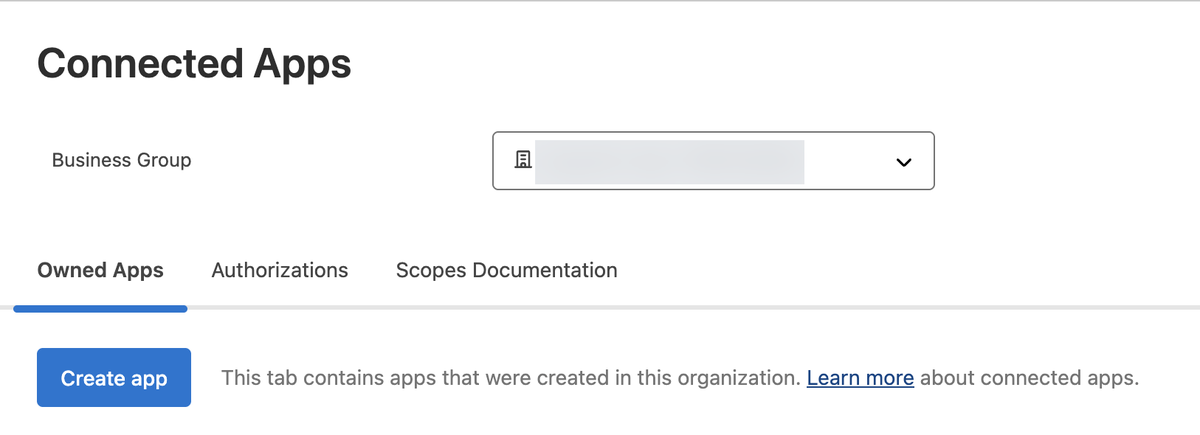 Connected Apps
Business Group
Owned Apps Authorizations Scopes Documentation
Create app This tab contains apps that were created in this organization. Learn more about connected apps.